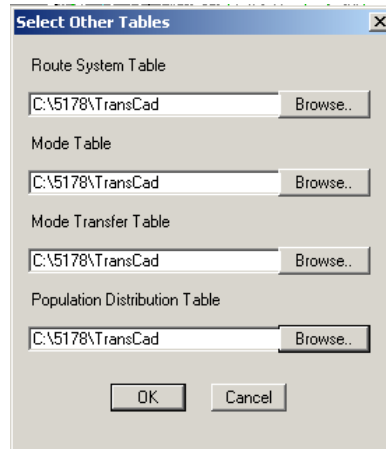 Select Other Tables
Route System Table
C:\5178\TransCad Browse..
Mode Table
C:\5178\TransCad Browse..
Mode Transfer Table
C:\5178\TransCad Browse..
Population Distribution Table
C:\5178\TransCad Browse..
OK Cancel